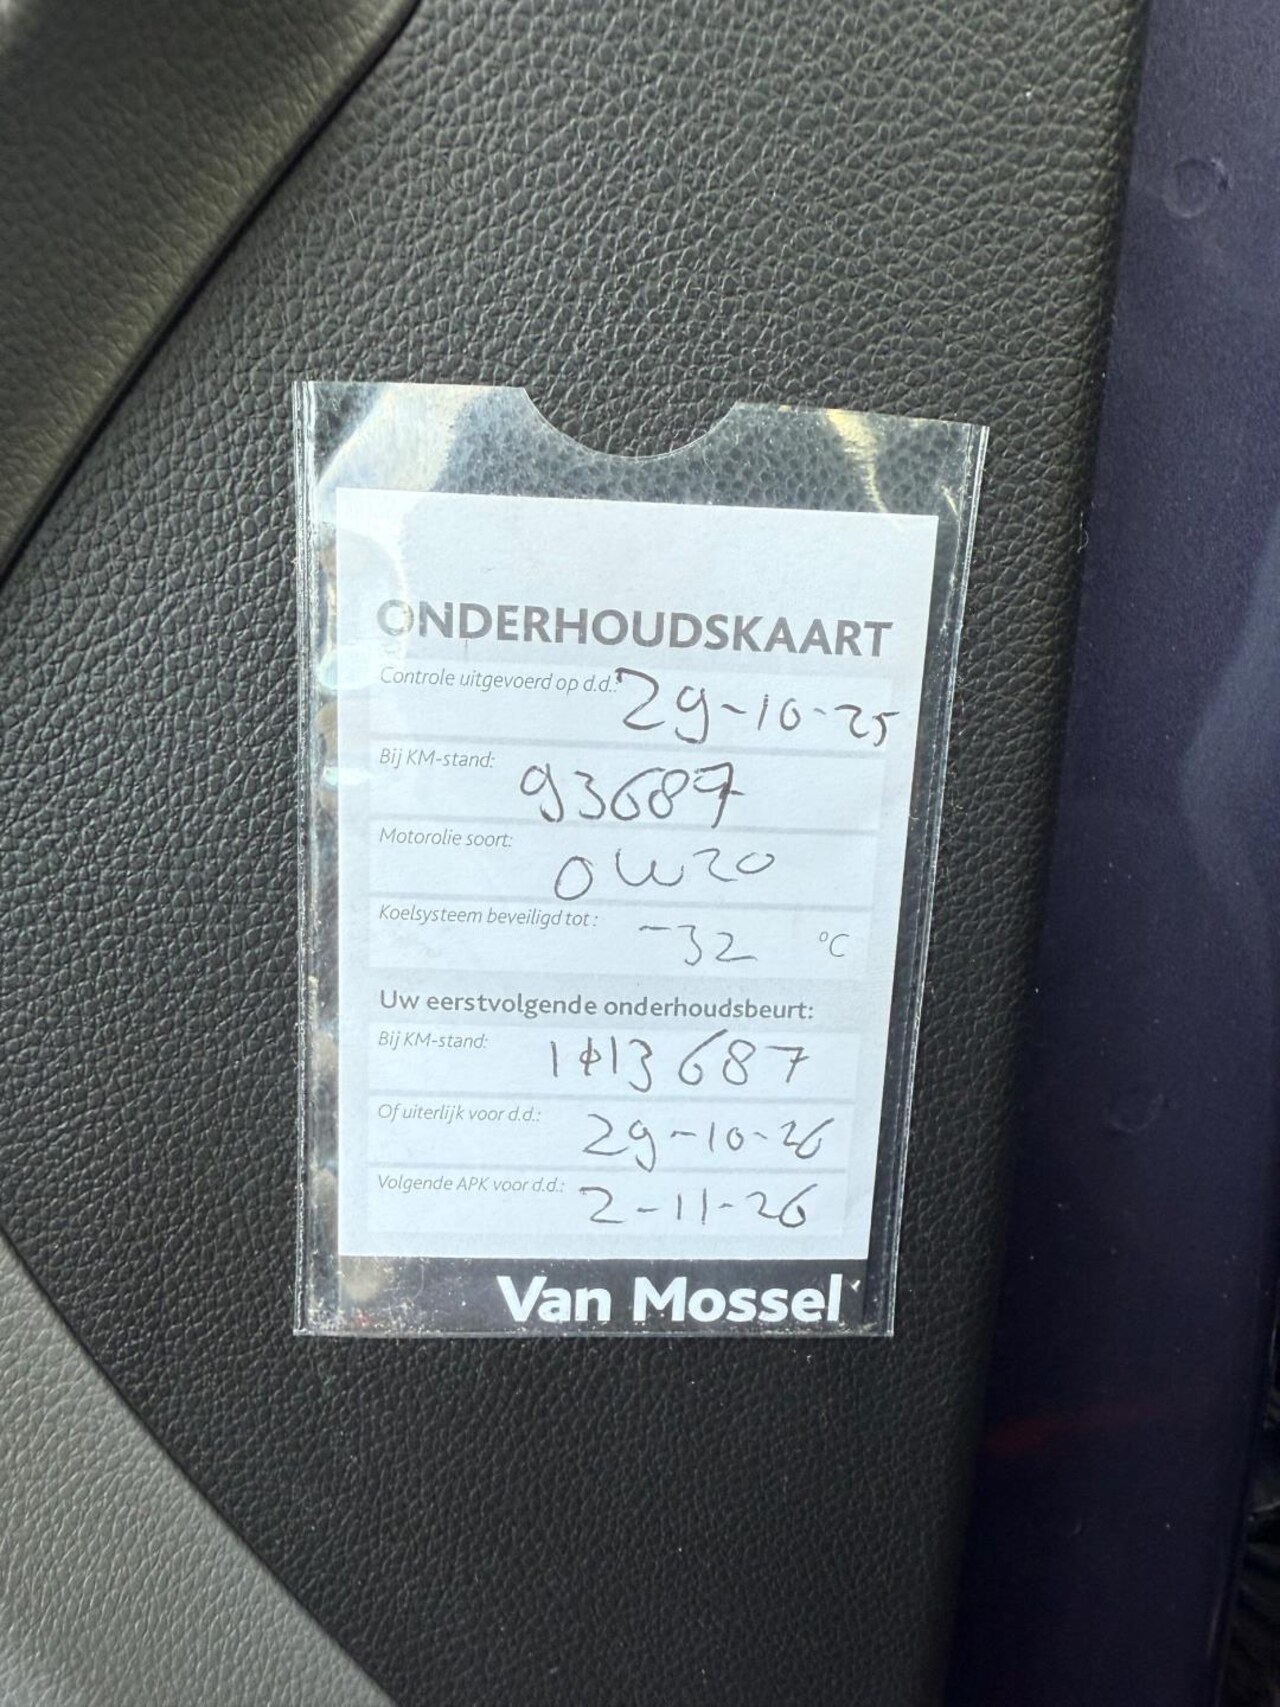 ONDERHOUDSKAART
Controle uitgevoerd op d.d.: 29-10-25
Bij KM-stand: 93687
Motorolie soort: 0W20
Koelsysteem beveiligd tot: -32 °C
Uw eerstvolgende onderhoudsbeurt:
Bij KM-stand: 113687
Of uiterlijk voor d.d.: 29-10-26
Volgende APK voor d.d.: 2-11-26
Van Mossel